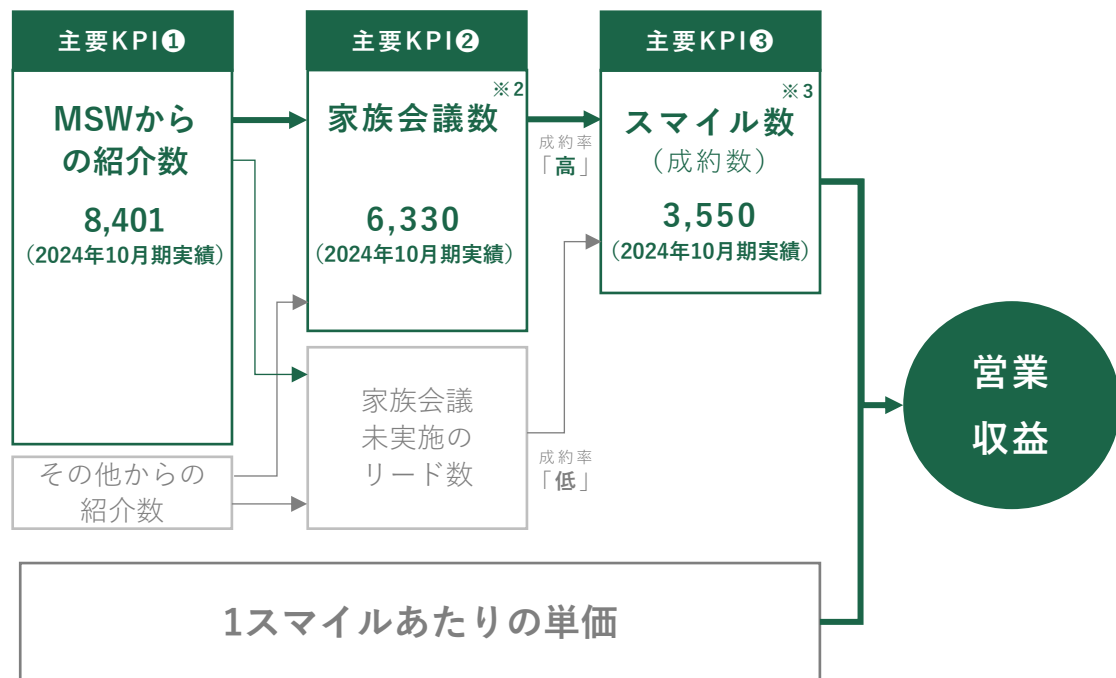 主要KPI❶
MSWから
の紹介数
8,401
(2024年10月期実績)
その他からの
紹介数
主要KPI❷
※2
家族会議数
6,330
(2024年10月期実績)
家族会議
未実施の
リード数
成約率
「高」
成約率
「低」
主要KPI❸
※3
スマイル数
(成約数)
3,550
(2024年10月期実績)
営業
収益
1スマイルあたりの単価